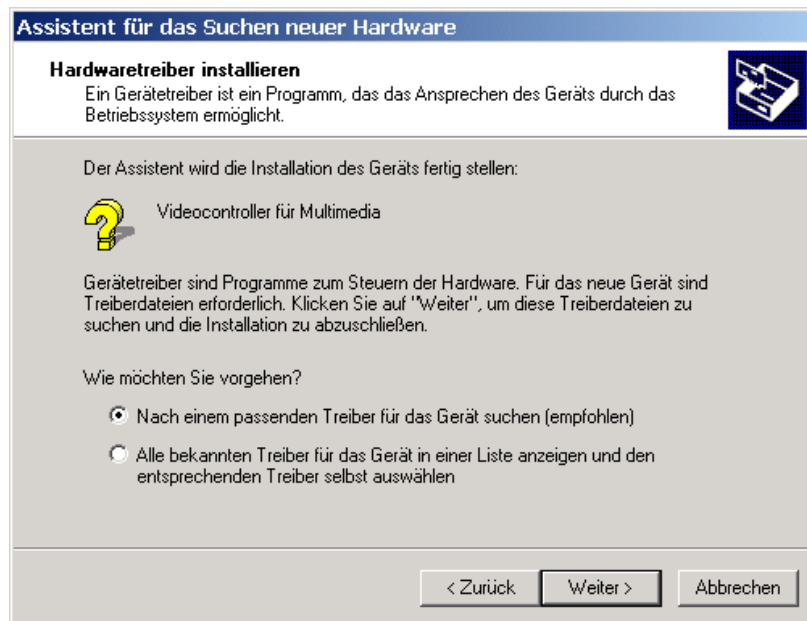 Assistent für das Suchen neuer Hardware
Hardwaretreiber installieren
Ein Gerätetreiber ist ein Programm, das das Ansprechen des Geräts durch das
Betriebssystem ermöglicht.
Der Assistent wird die Installation des Geräts fertig stellen:
Videocontroller für Multimedia
Gerätetreiber sind Programme zum Steuern der Hardware. Für das neue Gerät sind
Treiberdateien erforderlich. Klicken Sie auf "Weiter", um diese Treiberdateien zu
suchen und die Installation zu abzuschließen.
Wie möchten Sie vorgehen?
Nach einem passenden Treiber für das Gerät suchen (empfohlen)
Alle bekannten Treiber für das Gerät in einer Liste anzeigen und den
entsprechenden Treiber selbst auswählen
< Zurück Weiter > Abbrechen